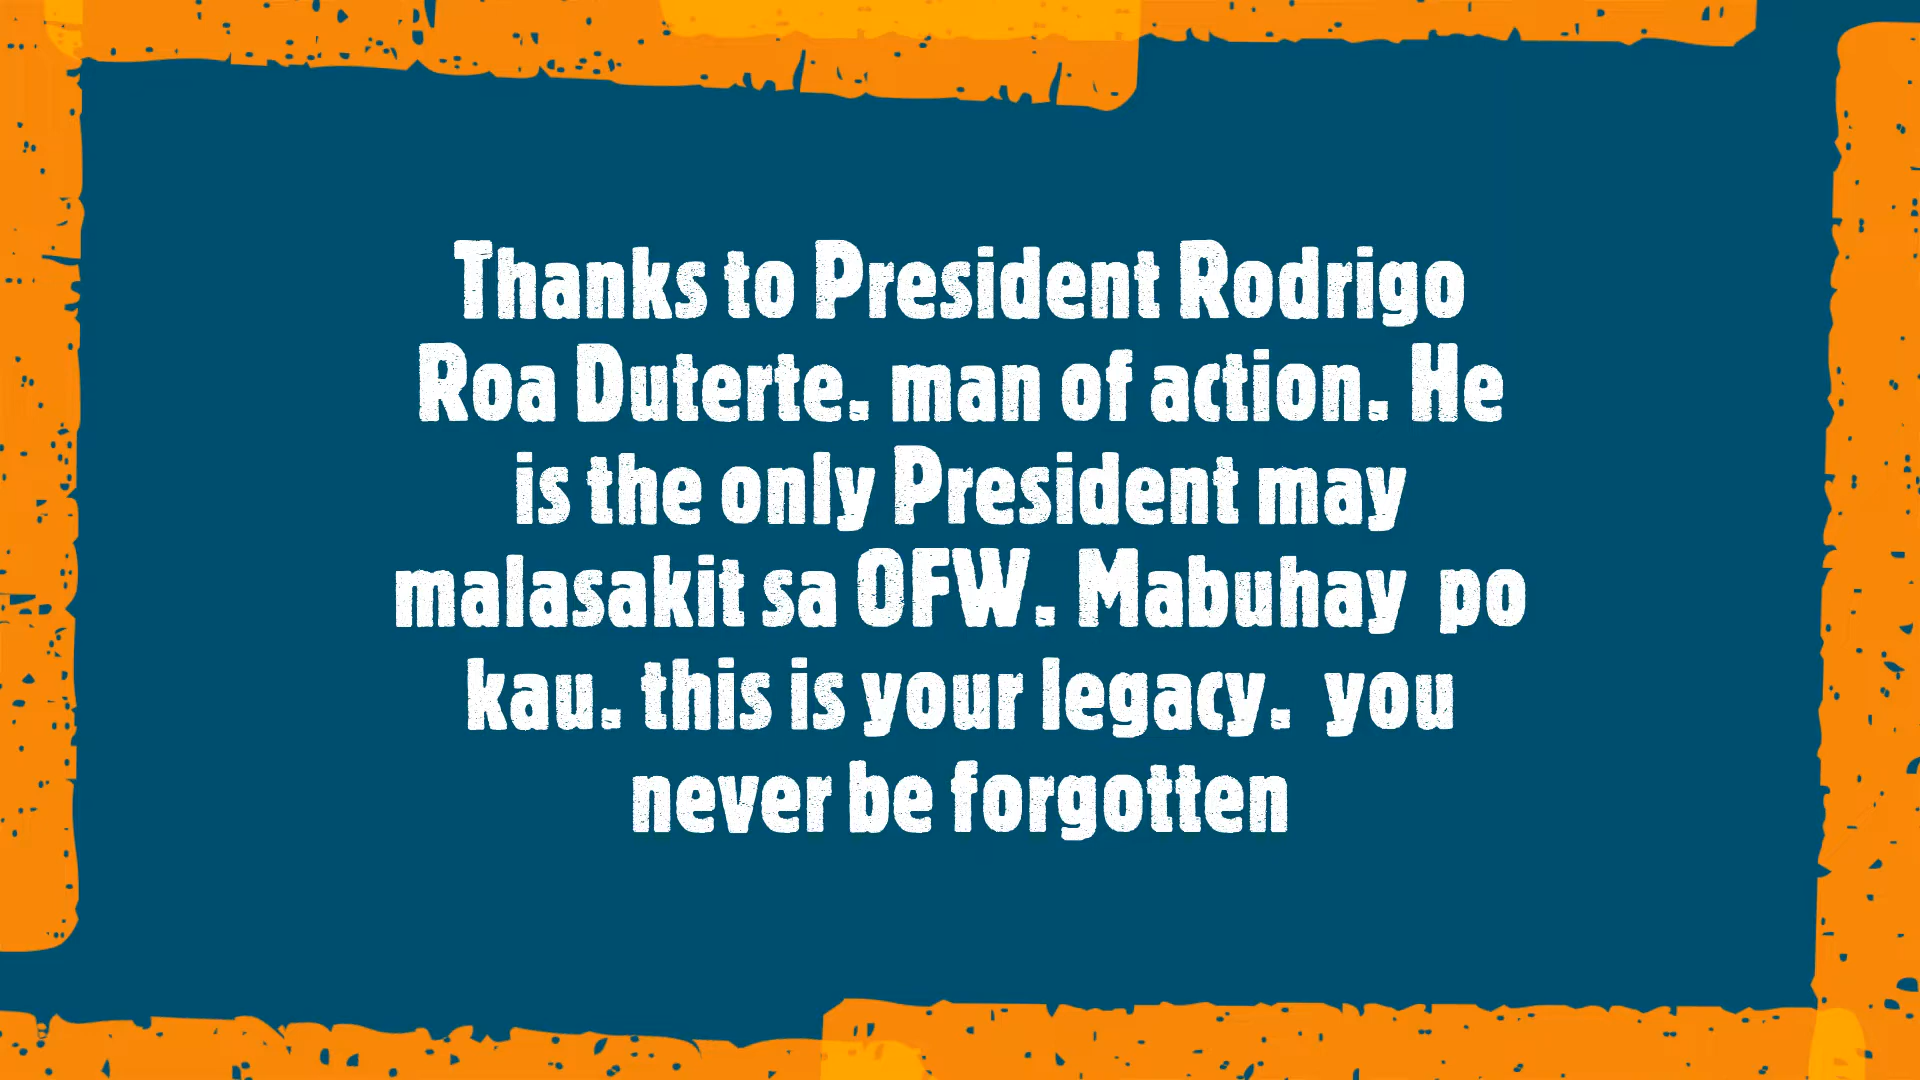 Thanks to President Rodrigo
Roa Duterte. man of action. He
is the only President may
malasakit sa OFW. Mabuhay  po
kau. this is your legacy.  you
never be forgotten